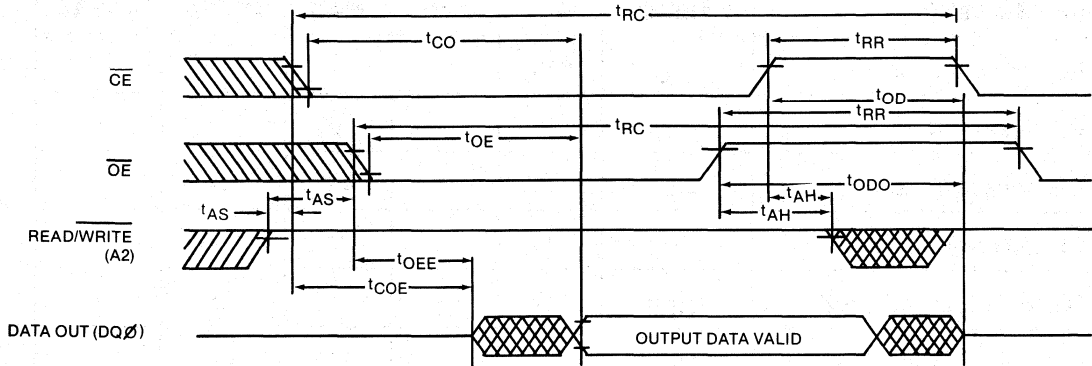 tRC
tCO
tRR
CE
tOD
tRR
tRC
tOE
OE
tODO
tAS
tAS
tAH
tAH
READ/WRITE
(A2)
tOEE
tCOE
DATA OUT (DQØ)
OUTPUT DATA VALID